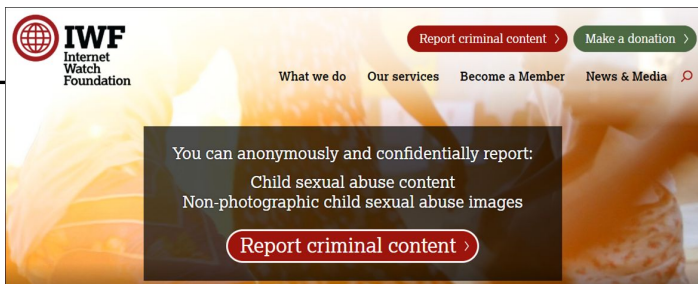 IWF
Internet
Watch
Foundation
Report criminal content >
Make a donation >
What we do
Our services
Become a Member
News & Media
You can anonymously and confidentially report:
Child sexual abuse content
Non-photographic child sexual abuse images
Report criminal content >